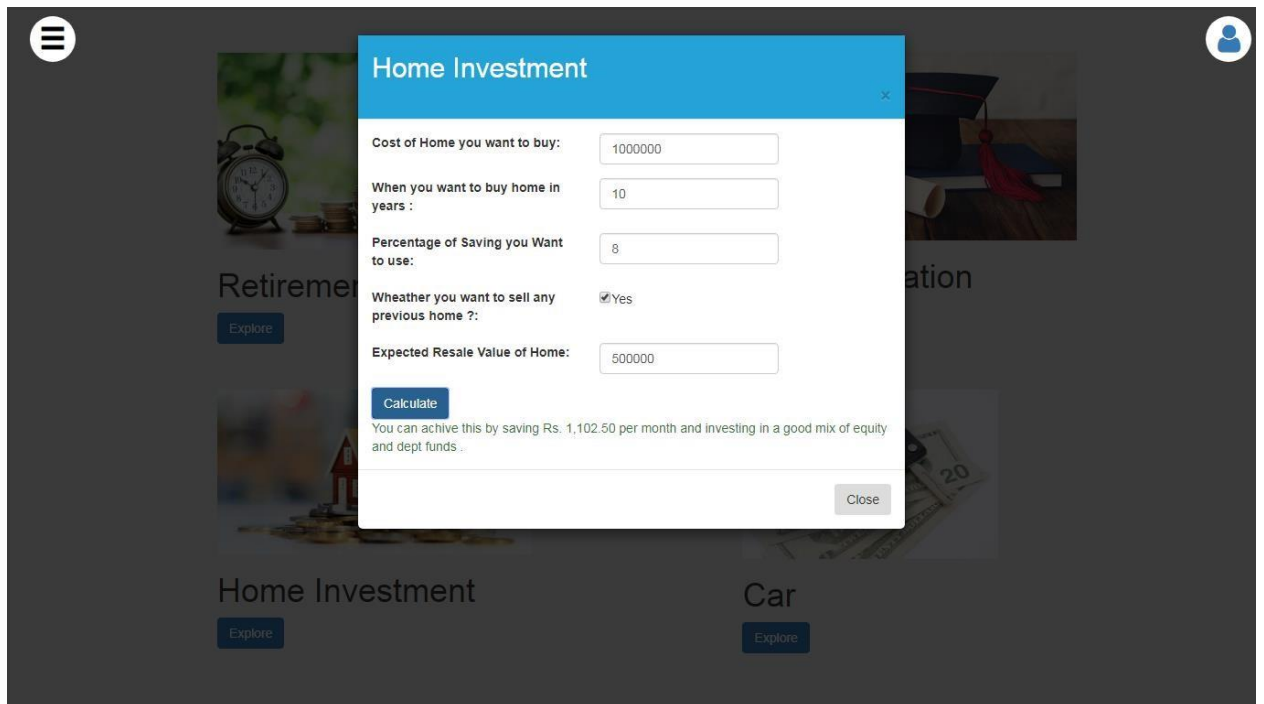 Home Investment
×
Cost of Home you want to buy:
1000000
When you want to buy home in
years :
10
Percentage of Saving you Want
to use:
8
Wheather you want to sell any
previous home ?:
Yes
Expected Resale Value of Home:
500000
Calculate
You can achive this by saving Rs. 1,102.50 per month and investing in a good mix of equity
and dept funds .
Close
Retiremen
Explore
ation
Home Investment
Explore
Car
Explore
20